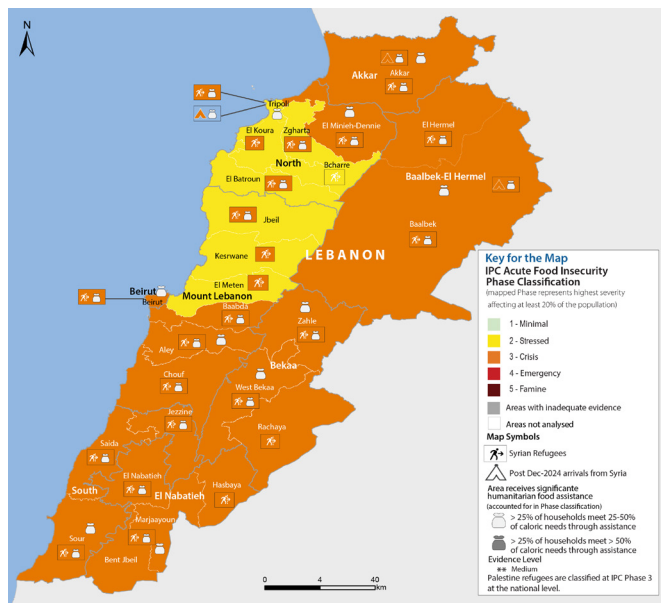 N
Akkar
Akkar
Tripoli
El Minieh-Dennie
El Koura
Zgharta
El Hermel
North
Bcharre
El Batroun
Baalbek-El Hermel
Jbeil
Baalbek
Kesrwane
LEBANON
El Meten
Beirut
Mount Lebanon
Beirut
Baabda
Zahle
Aley
Bekaa
Chouf
West Bekaa
Jezzine
Rachaya
Saida
El Nabatieh
Hasbaya
South
El Nabatieh
Marjaayoun
Sour
Bent Jbeil
0 4 40
km
Key for the Map
IPC Acute Food Insecurity
Phase Classification
(mapped Phase represents highest severity
affecting at least 20% of the population)
1 - Minimal
2 - Stressed
3 - Crisis
4 - Emergency
5 - Famine
Areas with inadequate evidence
Areas not analysed
Map Symbols
Syrian Refugees
Post Dec-2024 arrivals from Syria
Area receives significante
humanitarian food assistance
(accounted for in Phase classification)
> 25% of households meet 25-50%
of caloric needs through assistance
> 25% of households meet > 50%
of caloric needs through assistance
Evidence Level
** Medium
Palestine refugees are classified at IPC Phase 3
at the national level.